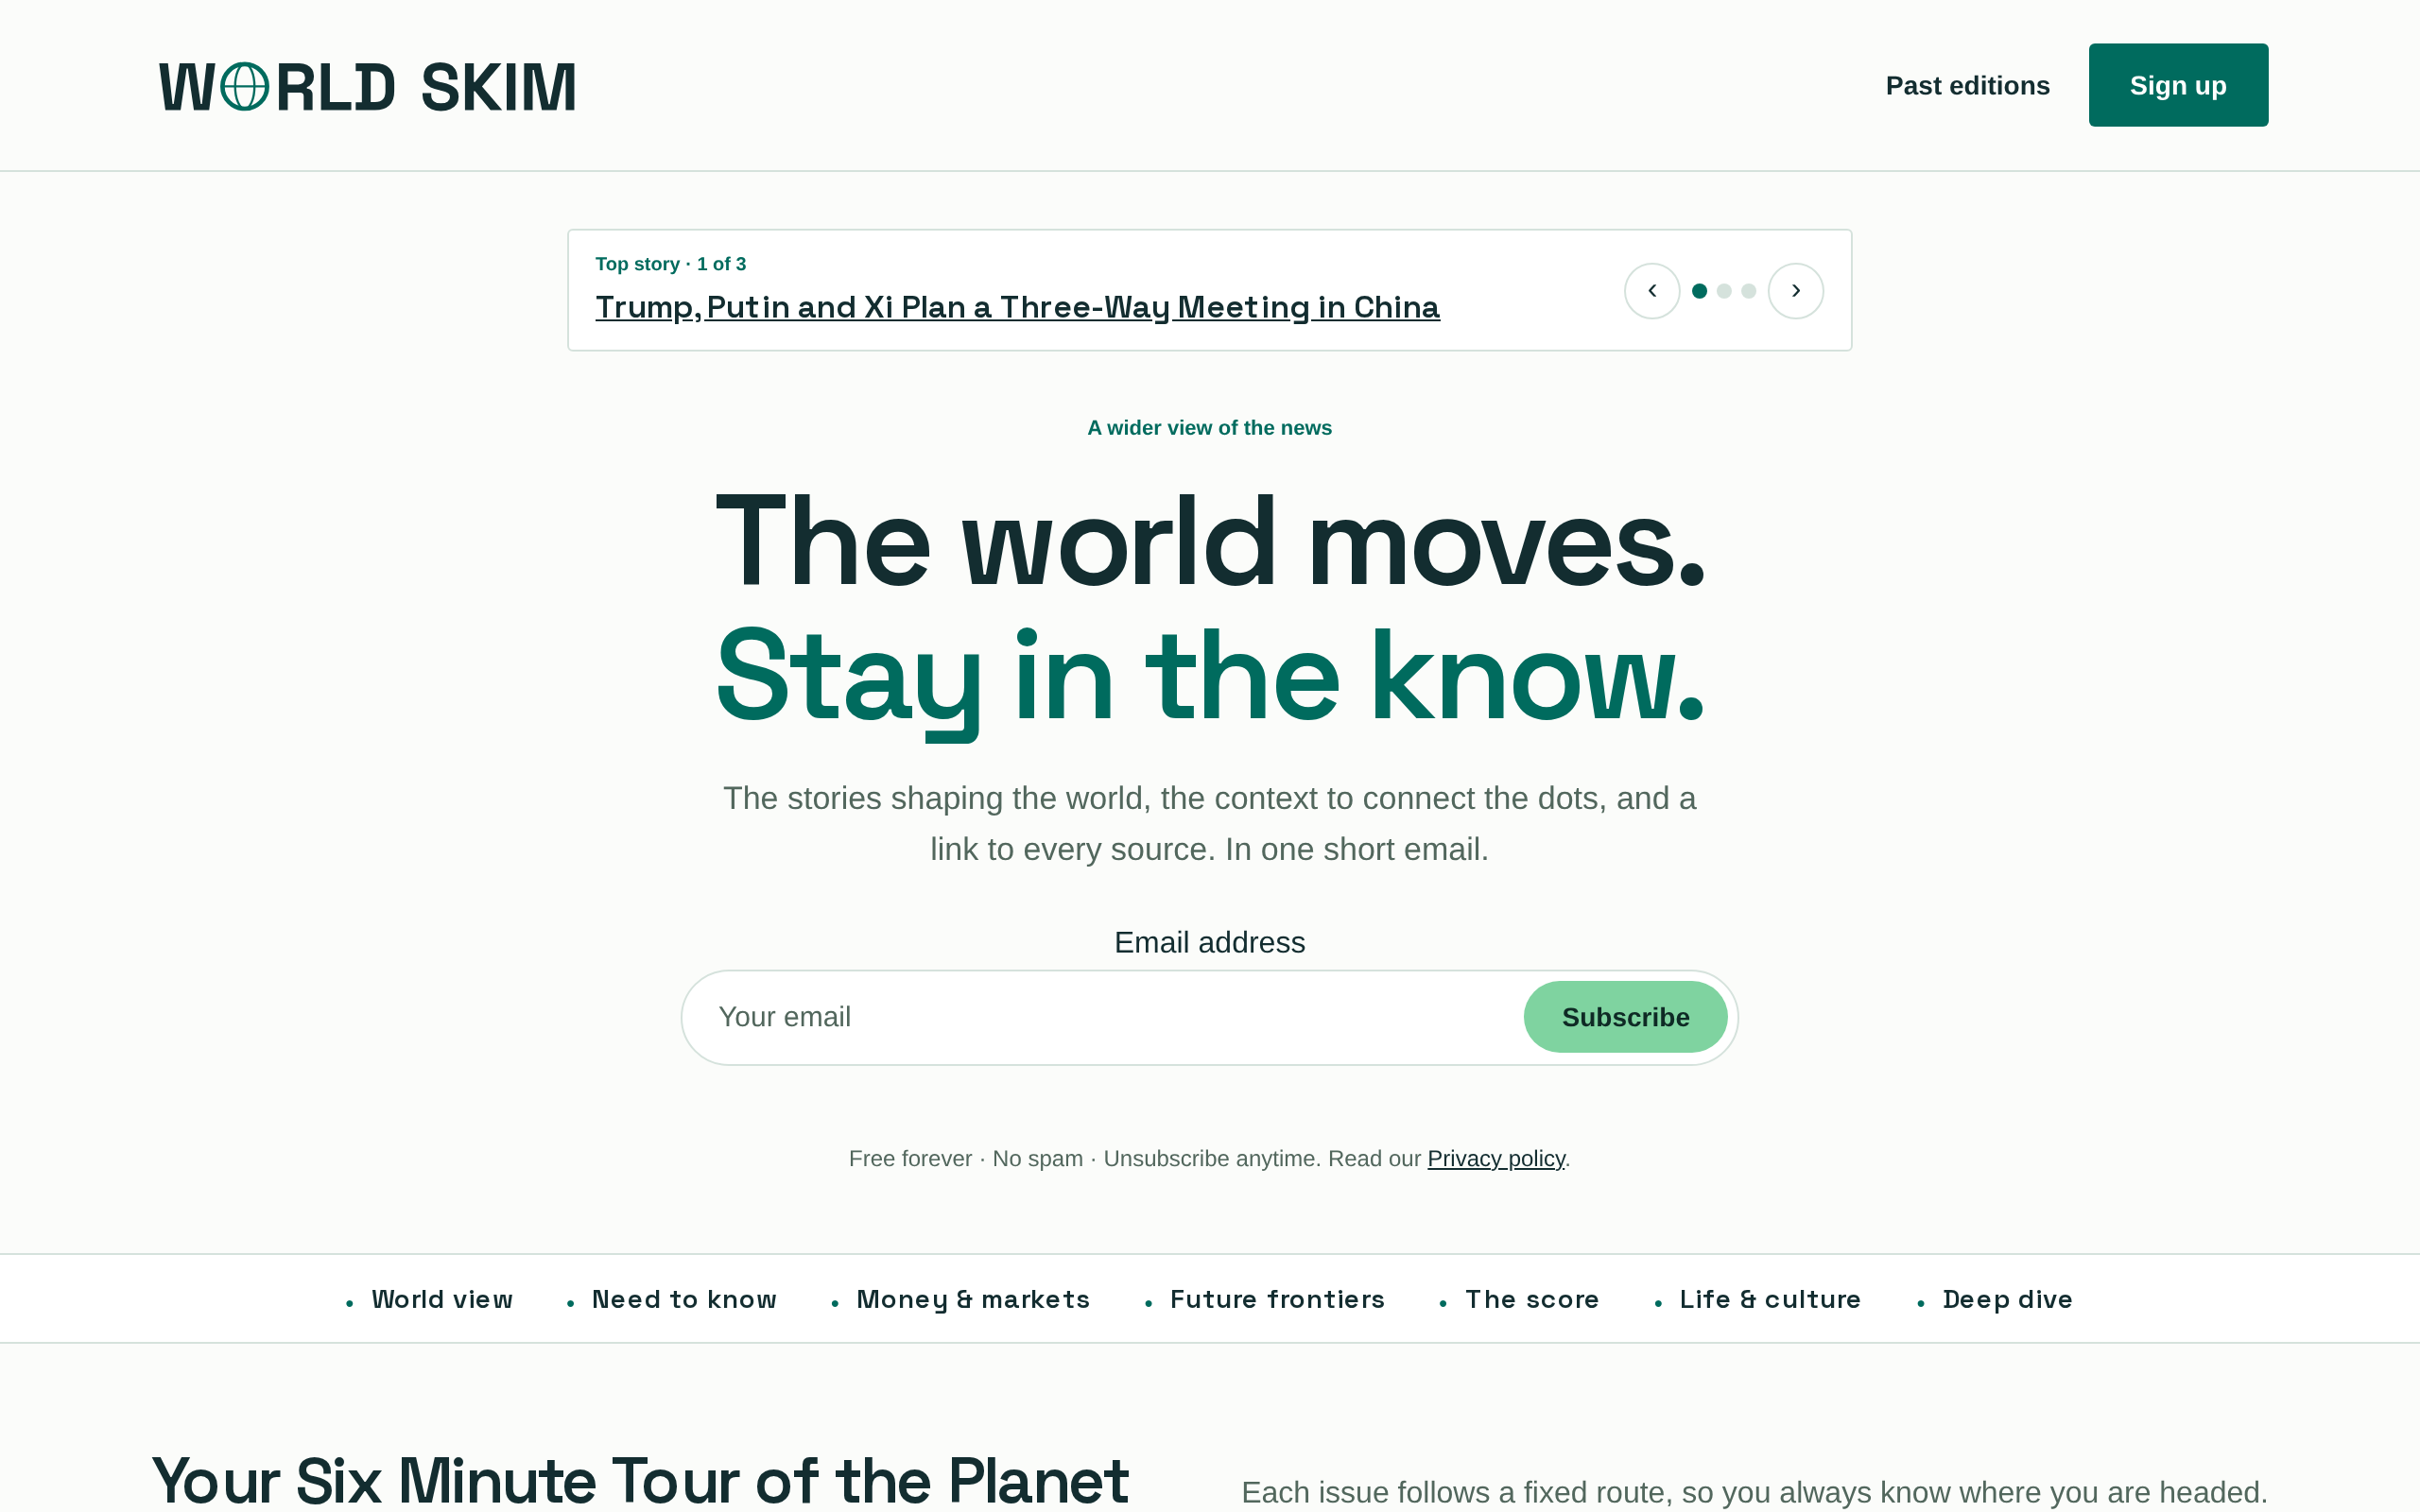 WORLD SKIM
Past editions
Sign up
Top story · 1 of 3
Trump, Putin and Xi Plan a Three-Way Meeting in China
‹
›
A wider view of the news
The world moves.
Stay in the know.
The stories shaping the world, the context to connect the dots, and a
link to every source. In one short email.
Email address
Your email
Subscribe
Free forever · No spam · Unsubscribe anytime. Read our Privacy policy.
• World view • Need to know • Money & markets • Future frontiers • The score • Life & culture • Deep dive
Your Six Minute Tour of the Planet
Each issue follows a fixed route, so you always know where you are headed.